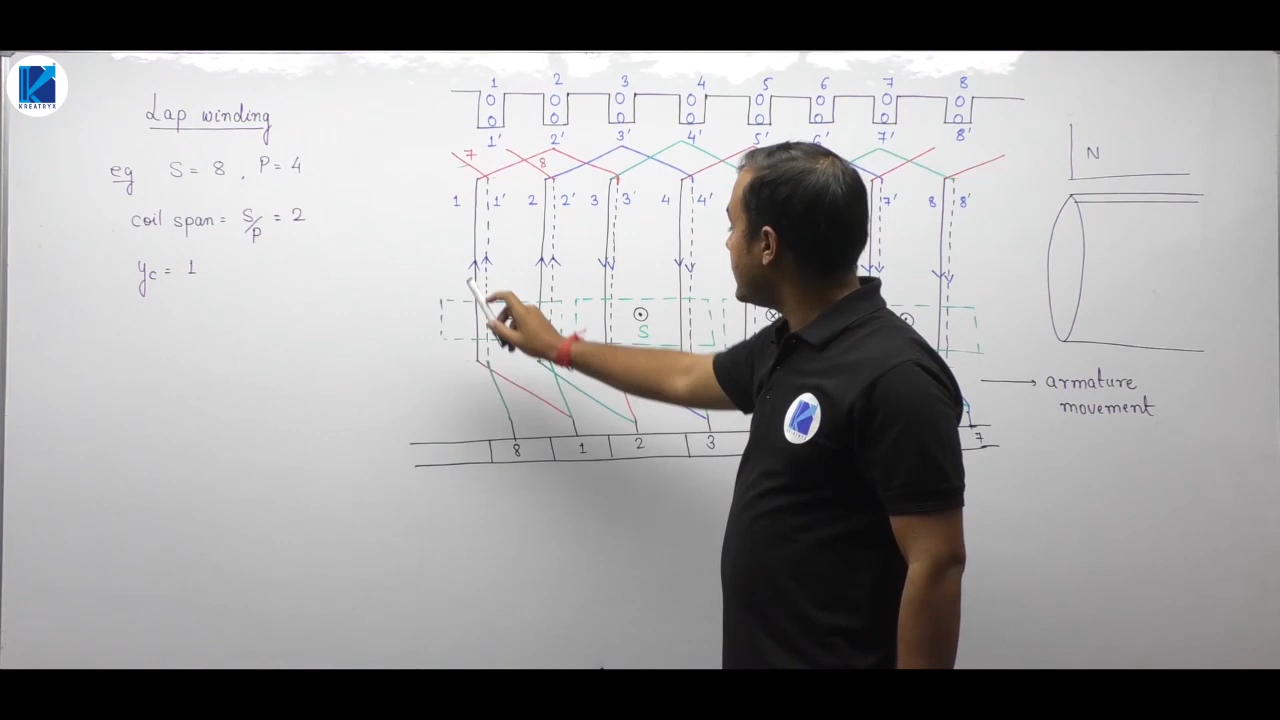 KREATRYX
Lap winding
eg S = 8 , P = 4
coil span = S/P = 2
yc = 1
1 2 3 4 5 6 7 8
1' 2' 3' 4' 5' 6' 7' 8'
7 8
1 1' 2 2' 3 3' 4 4' 7' 8 8'
S
8 1 2 3 7
N
armature
movement
KREATRYX